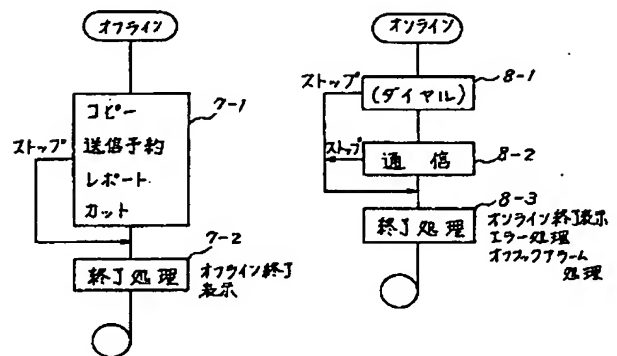 オフライン
コピー
送信予約
レポート
カット
7-1
ストップ
7-2
終了処理
オフライン終了
表示
オンライン
8-1
ストップ
(ダイヤル)
ストップ
通信
8-2
8-3
終了処理
オンライン終了表示
エラー処理
オフフックアラーム
処理